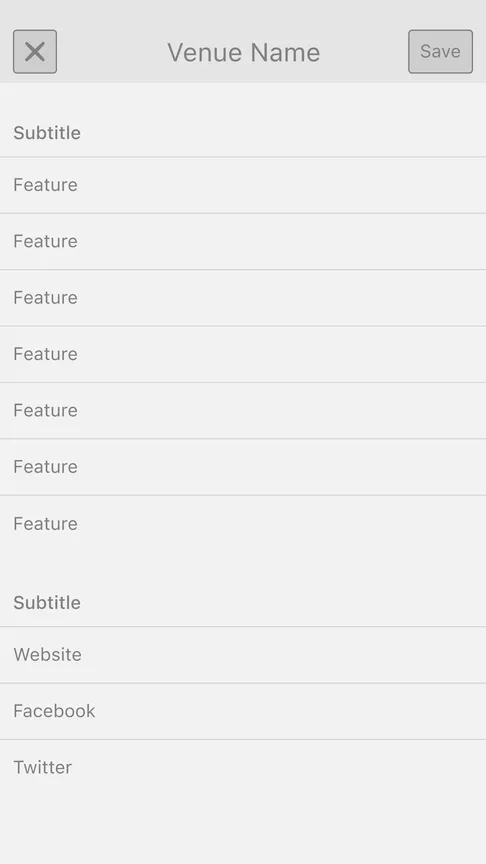 Venue Name
Save
Subtitle
Feature
Feature
Feature
Feature
Feature
Feature
Feature
Subtitle
Website
Facebook
Twitter